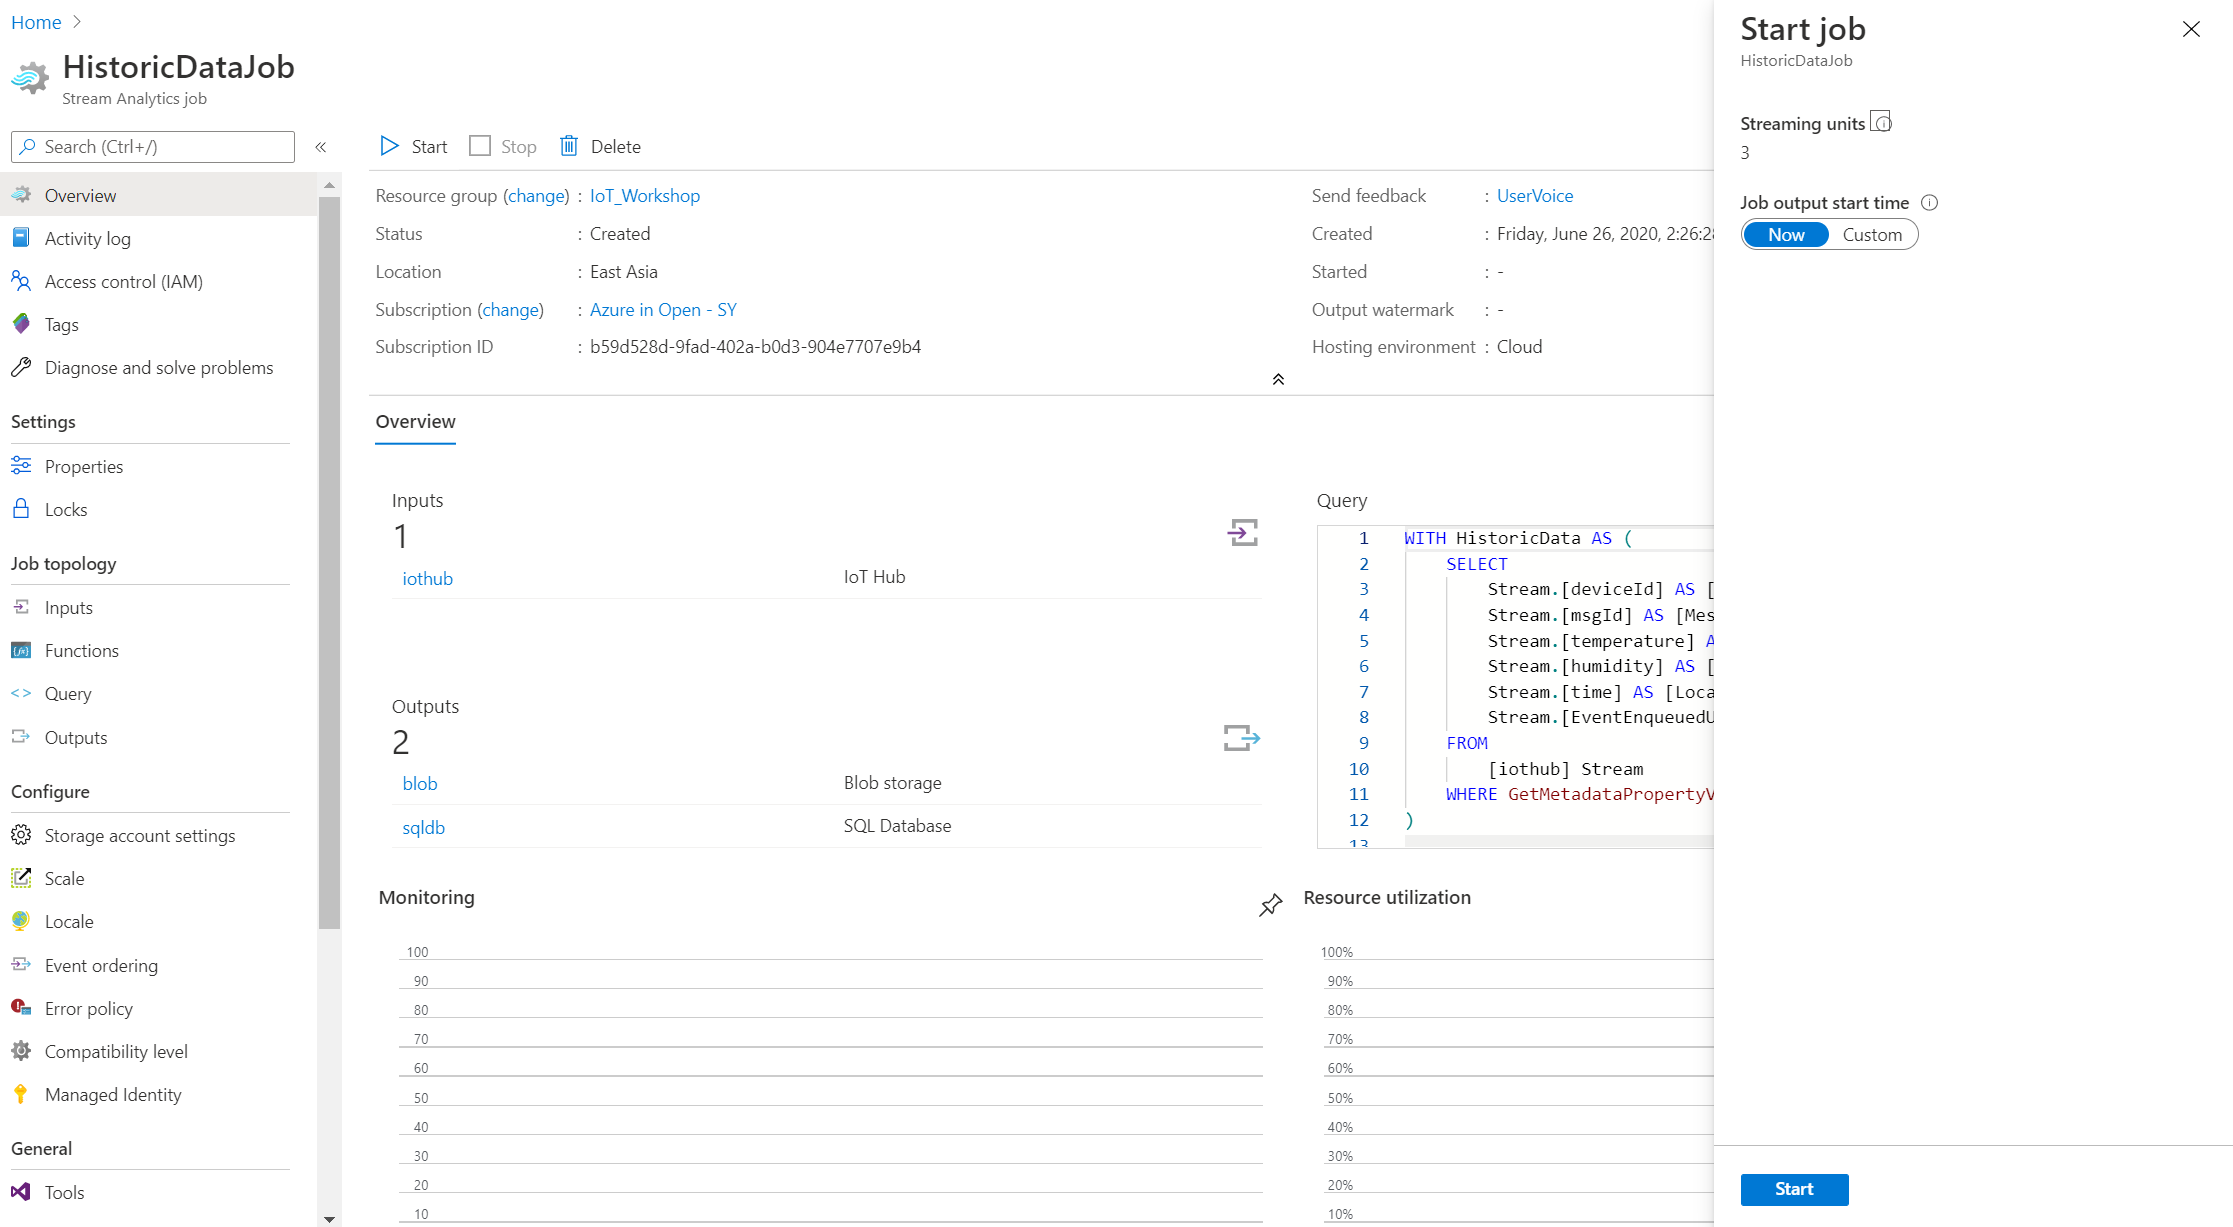 Home
HistoricDataJob
Stream Analytics job
Search (Ctrl+/)
Overview
Activity log
Access control (IAM)
Tags
Diagnose and solve problems
Settings
Properties
Locks
Job topology
Inputs
Functions
Query
Outputs
Configure
Storage account settings
Scale
Locale
Event ordering
Error policy
Compatibility level
Managed Identity
General
Tools
Start Stop Delete
Resource group (change) : IoT_Workshop
Status : Created
Location : East Asia
Subscription (change) : Azure in Open - SY
Subscription ID : b59d528d-9fad-402a-b0d3-904e7707e9b4
Send feedback : UserVoice
Created : Friday, June 26, 2020, 2:26:28
Started : -
Output watermark : -
Hosting environment : Cloud
Overview
Inputs
1
iothub IoT Hub
Outputs
2
blob Blob storage
sqldb SQL Database
Query
1 WITH HistoricData AS (
2 SELECT
3 Stream.[deviceId] AS [
4 Stream.[msgId] AS [Mes
5 Stream.[temperature] A
6 Stream.[humidity] AS [
7 Stream.[time] AS [Loca
8 Stream.[EventEnqueuedU
9 FROM
10 [iothub] Stream
11 WHERE GetMetadataPropertyV
12 )
13
Monitoring
100
90
80
70
60
50
40
30
20
10
Resource utilization
100%
90%
80%
70%
60%
50%
40%
30%
20%
10%
Start job
HistoricDataJob
Streaming units
3
Job output start time
Now Custom
Start